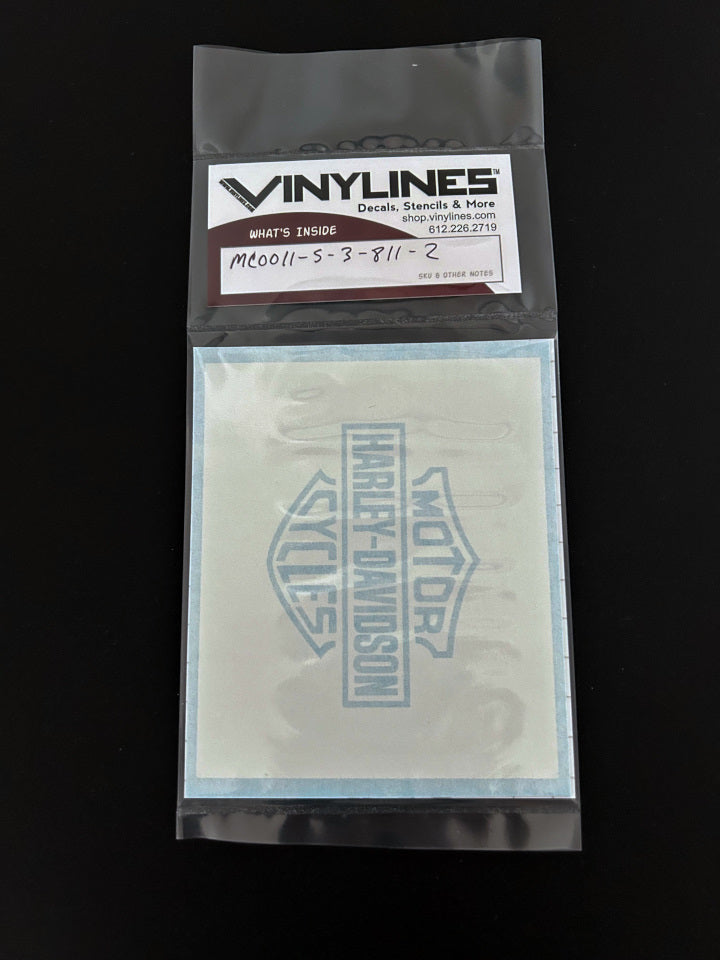 VINYLINES™
Decals, Stencils & More
shop.vinylines.com
612.226.2719
WHAT'S INSIDE
MC0011-S-3-811-2
SKU & OTHER NOTES
MOTOR
HARLEY-DAVIDSON
CYCLES